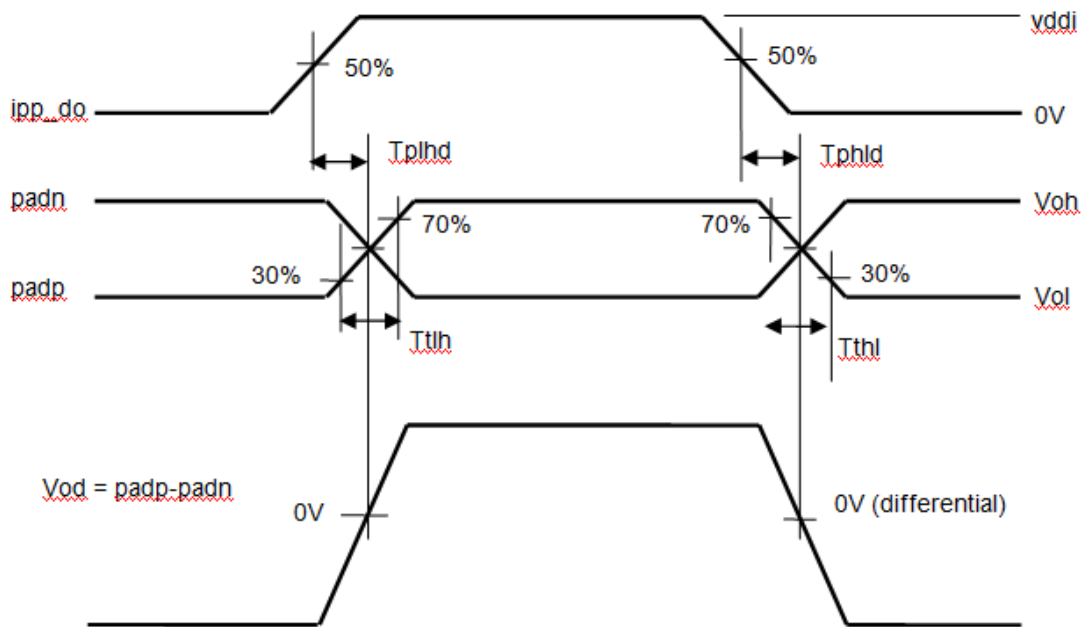 vddi
50%
50%
ipp_do
0V
Tplhd
Tphld
padn
Voh
70%
70%
30%
30%
padp
Vol
Ttlh
Tthl
Vod = padp-padn
0V
0V (differential)